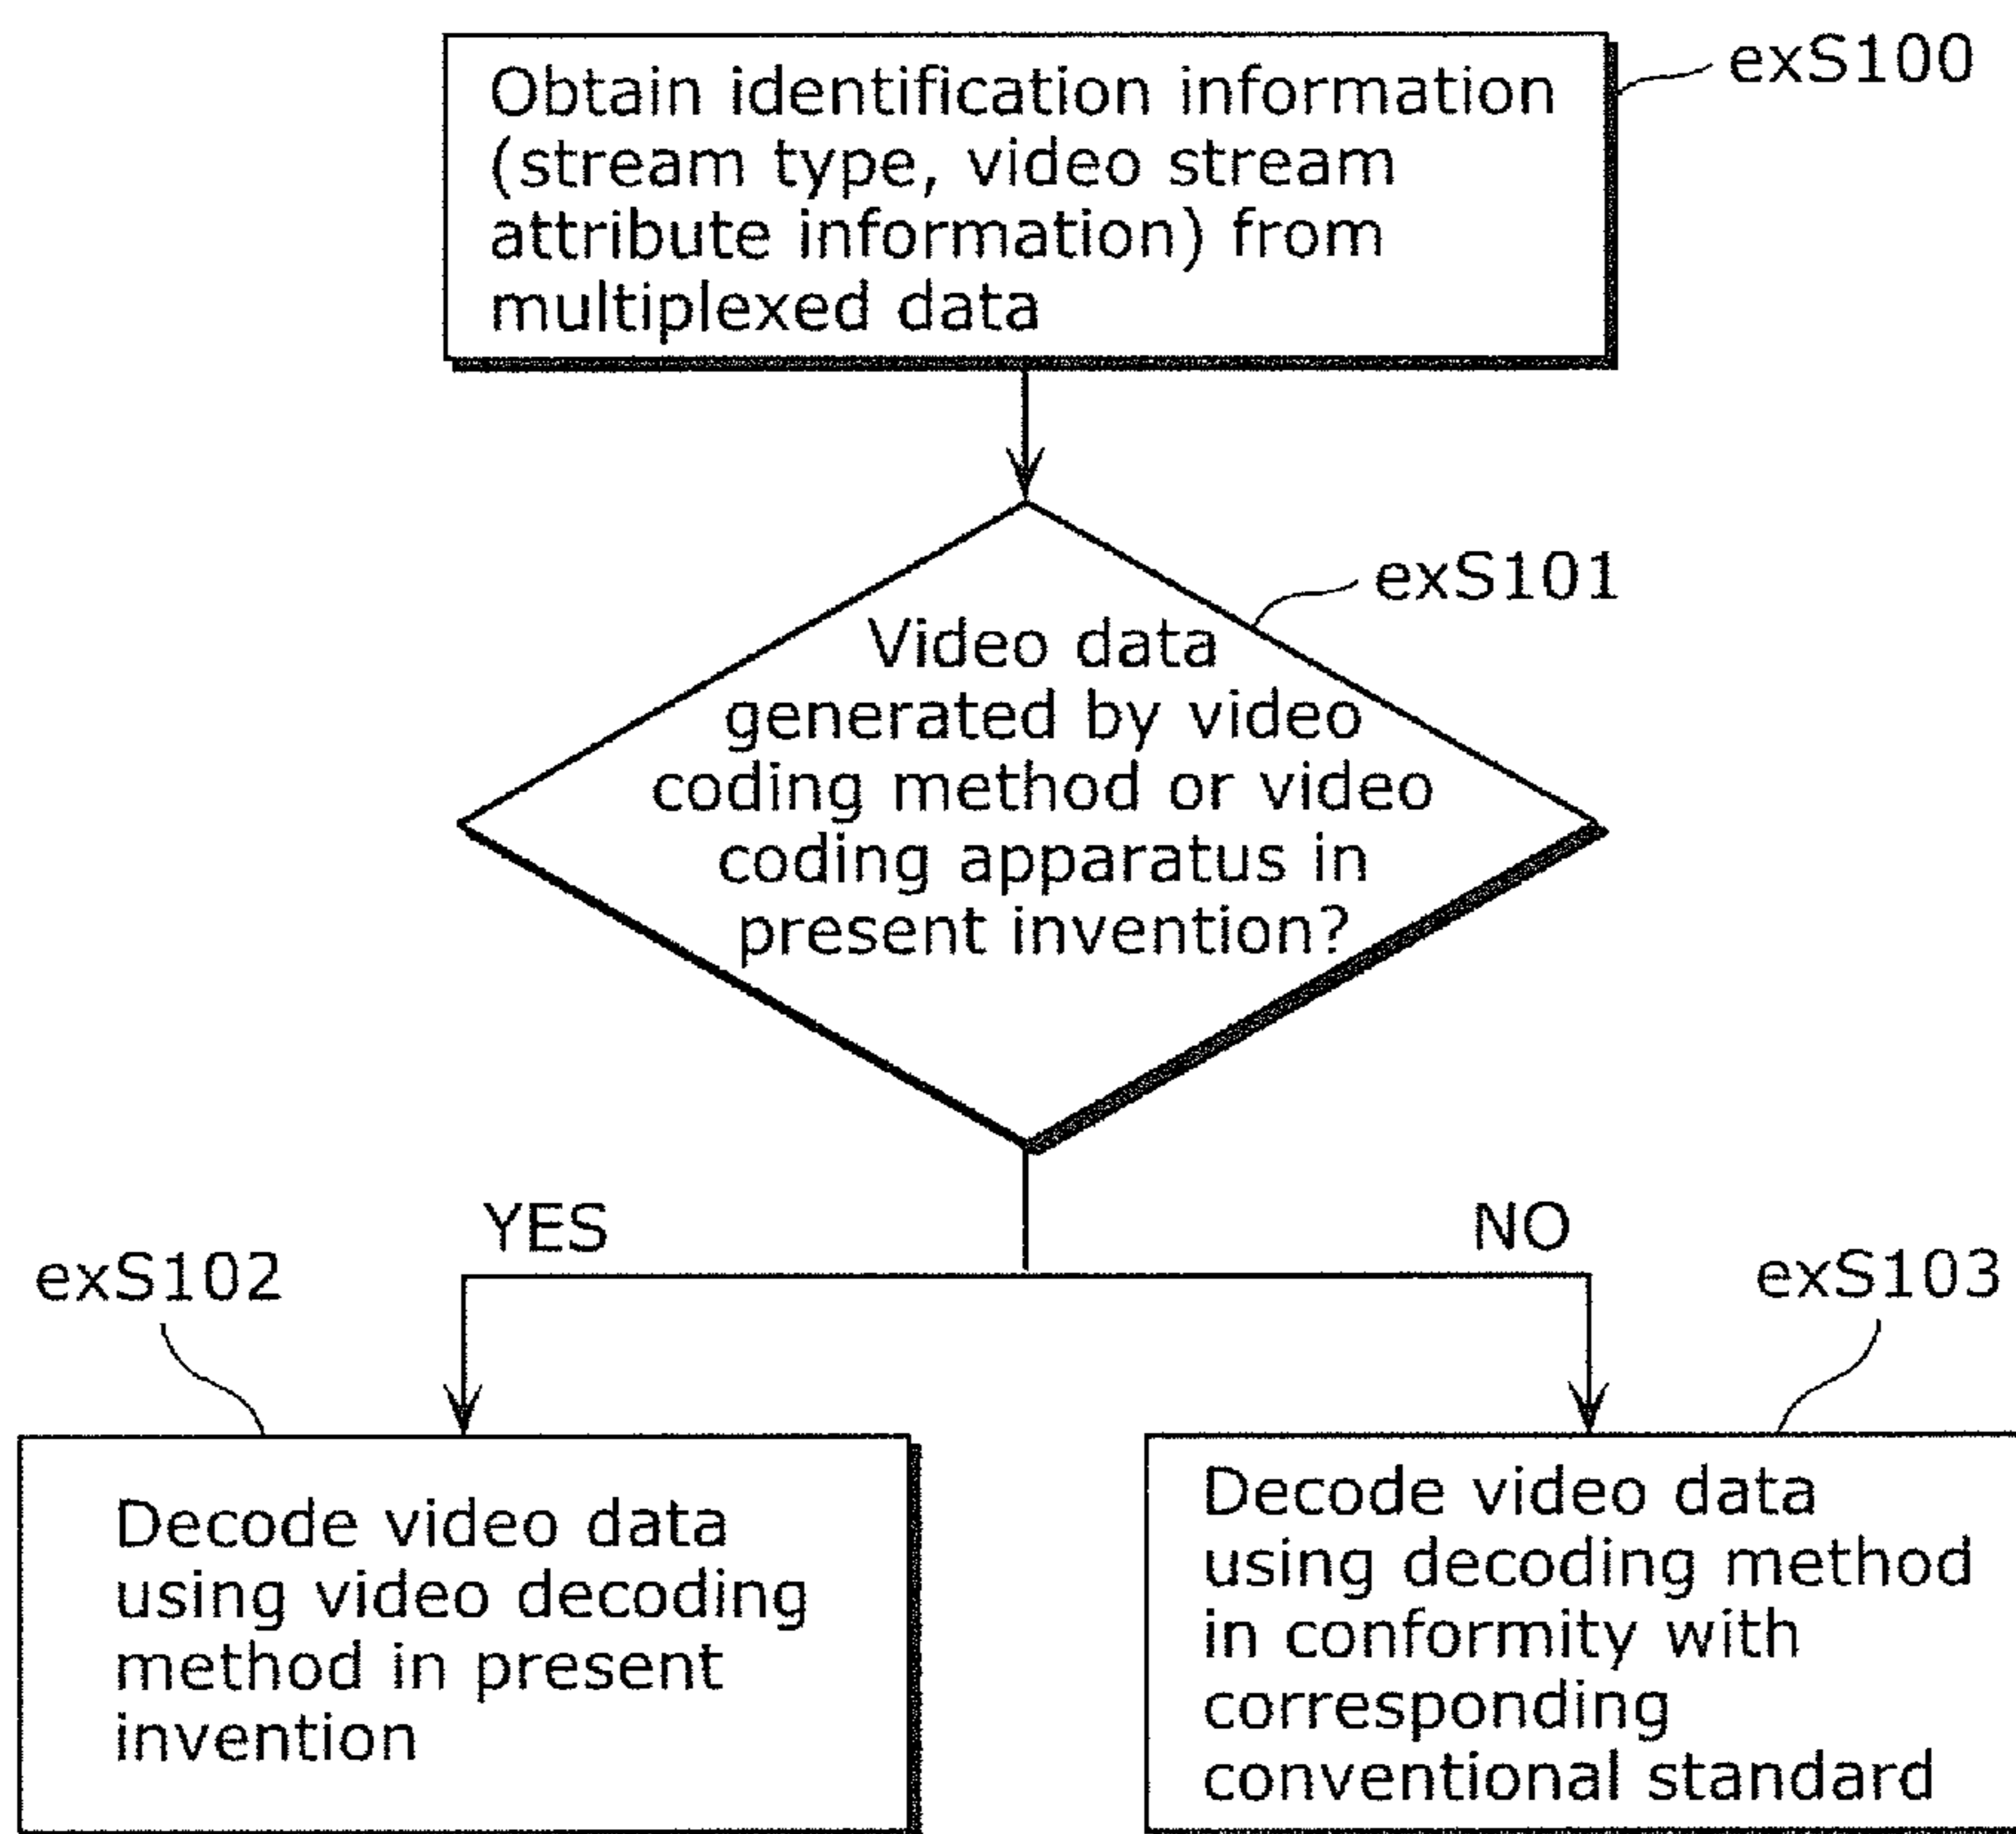 Obtain identification information
(stream type, video stream
attribute information) from
multiplexed data
exS100
exS101
Video data
generated by video
coding method or video
coding apparatus in
present invention?
YES
NO
exS102
exS103
Decode video data
using video decoding
method in present
invention
Decode video data
using decoding method
in conformity with
corresponding
conventional standard